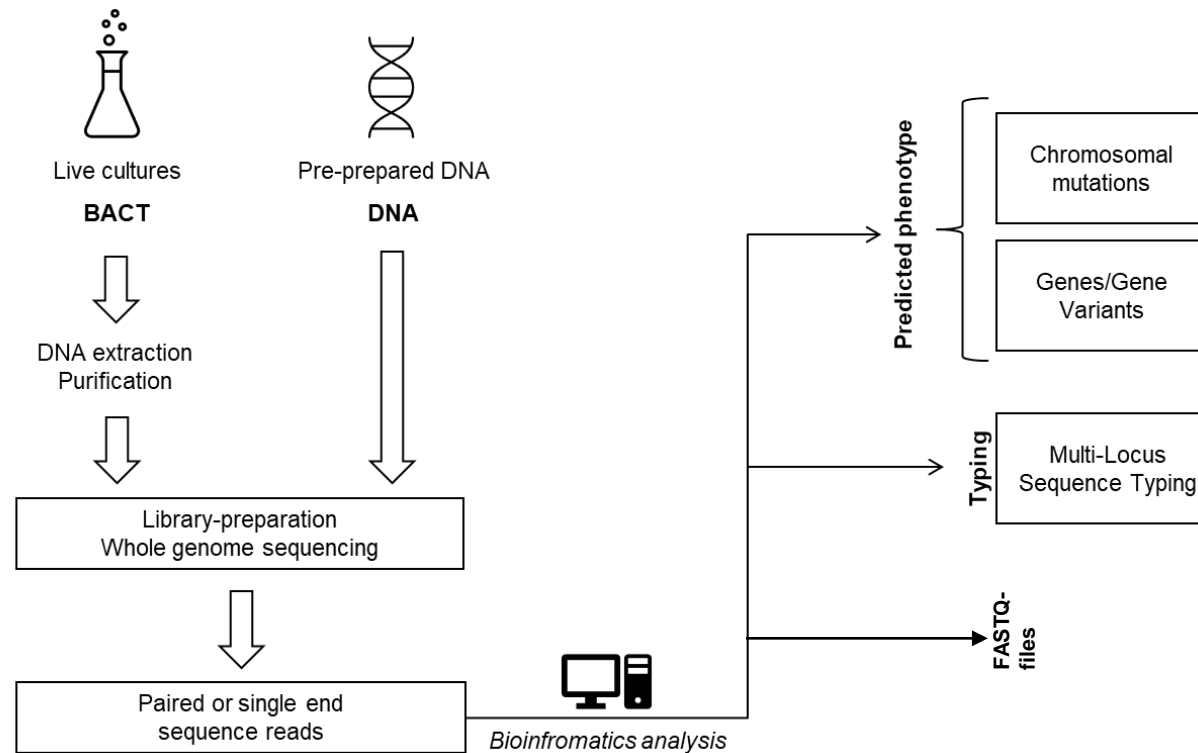 Live cultures
BACT
Pre-prepared DNA
DNA
DNA extraction
Purification
Library-preparation
Whole genome sequencing
Paired or single end
sequence reads
Bioinfromatics analysis
Predicted phenotype
Chromosomal
mutations
Genes/Gene
Variants
Typing
Multi-Locus
Sequence Typing
FASTQ-
files